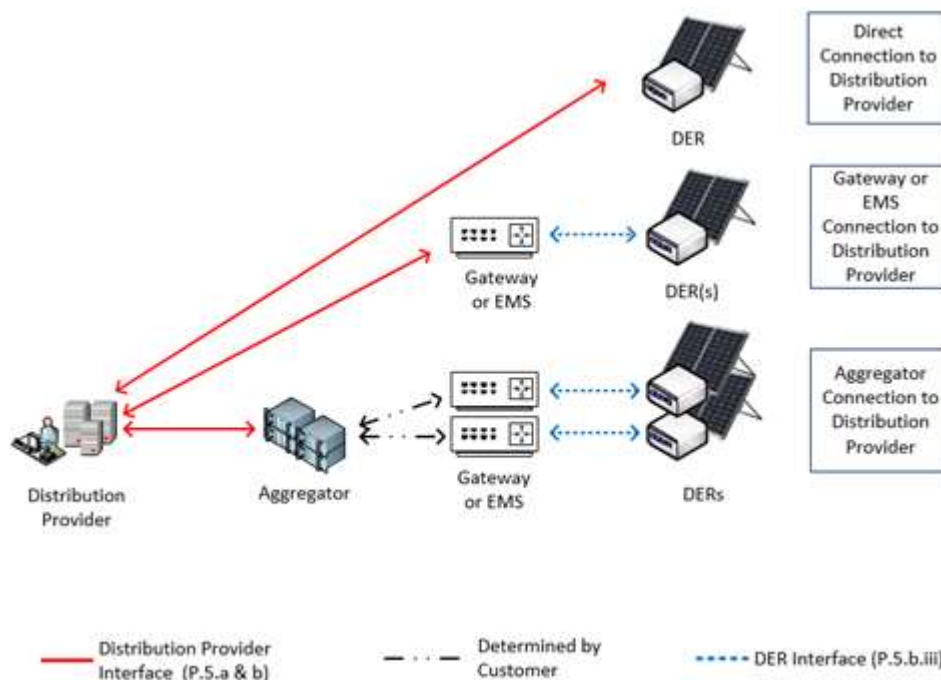 Direct
Connection to
Distribution
Provider
DER
Gateway or
EMS
Connection to
Distribution
Provider
Gateway
or EMS
DER(s)
Aggregator
Connection to
Distribution
Provider
Distribution
Provider
Aggregator
Gateway
or EMS
DERs
Distribution Provider
Interface (P.5.a & b)
Determined by
Customer
DER Interface (P.5.b.iii)